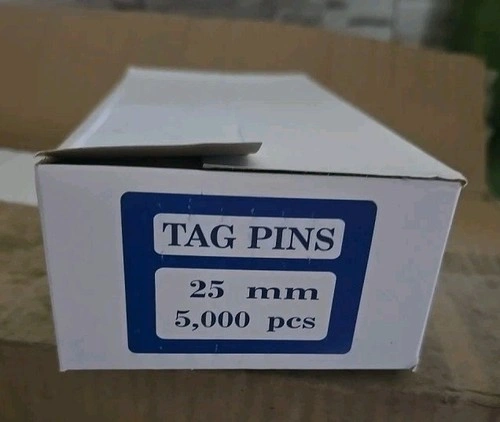 TAG PINS
25 mm
5,000 pcs